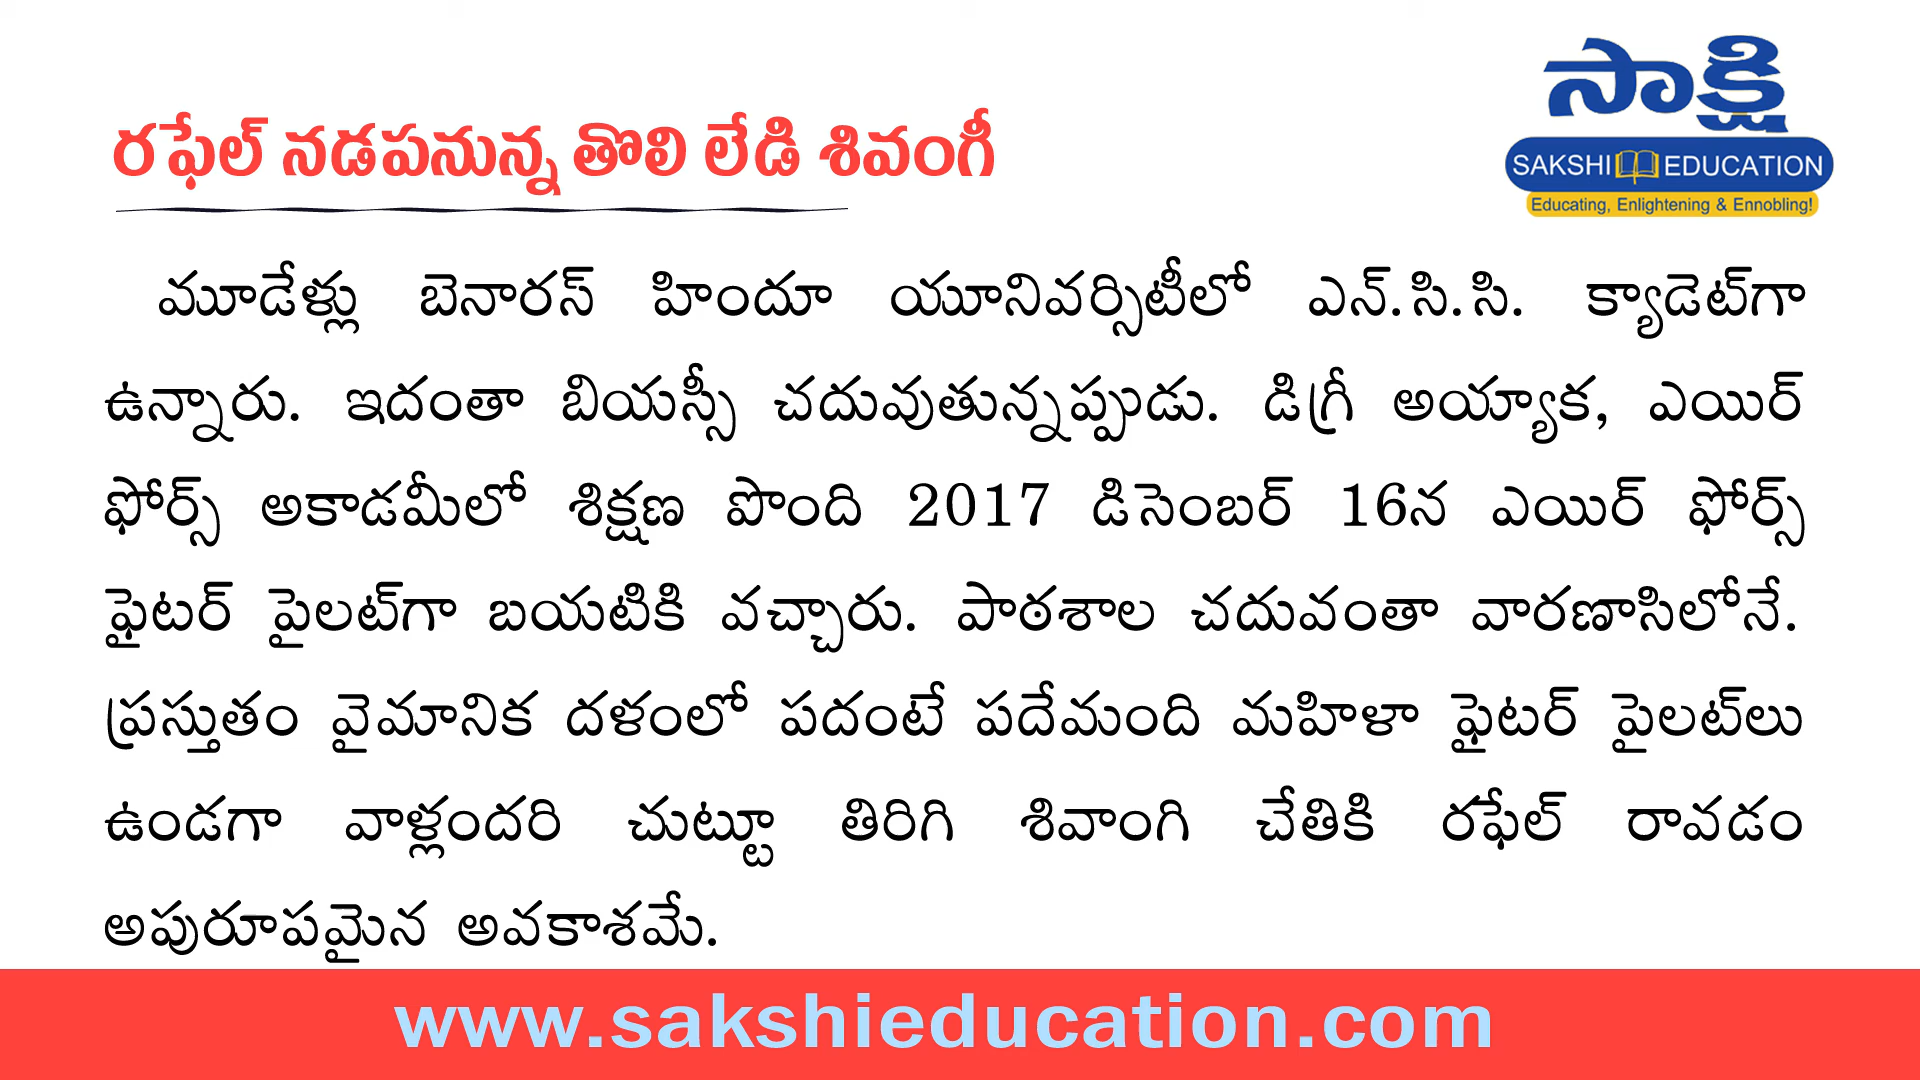 సాక్షి
SAKSHI EDUCATION
Educating, Enlightening & Ennobling!
రఫేల్ నడపనున్న తొలి లేడి శివంగీ
మూడేళ్లు బెనారస్ హిందూ యూనివర్సిటీలో ఎన్.సి.సి. క్యాడెట్‌గా
ఉన్నారు. ఇదంతా బియస్సీ చదువుతున్నప్పుడు. డిగ్రీ అయ్యాక, ఎయిర్
ఫోర్స్ అకాడమీలో శిక్షణ పొంది 2017 డిసెంబర్ 16న ఎయిర్ ఫోర్స్
ఫైటర్ పైలట్‌గా బయటికి వచ్చారు. పాఠశాల చదువంతా వారణాసిలోనే.
ప్రస్తుతం వైమానిక దళంలో పదంటే పదేమంది మహిళా ఫైటర్ పైలట్‌లు
ఉండగా వాళ్లందరి చుట్టూ తిరిగి శివాంగి చేతికి రఫేల్ రావడం
అపురూపమైన అవకాశమే.
www.sakshieducation.com